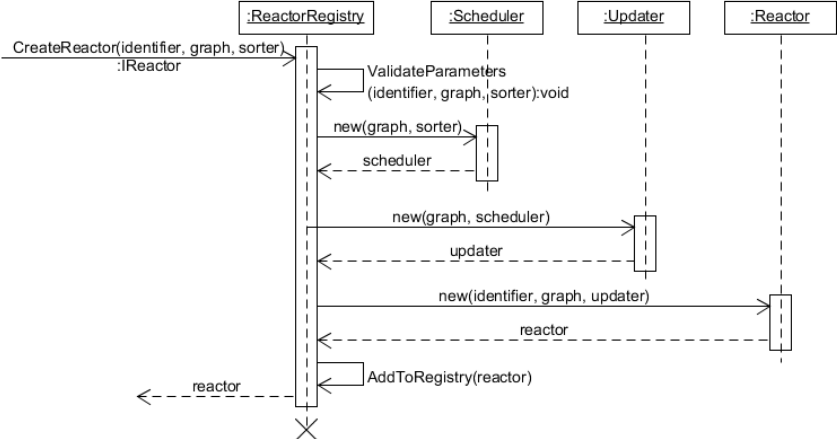 :ReactorRegistry
:Scheduler
:Updater
:Reactor
CreateReactor(identifier, graph, sorter)
:IReactor
ValidateParameters
(identifier, graph, sorter):void
new(graph, sorter)
scheduler
new(graph, scheduler)
updater
new(identifier, graph, updater)
reactor
AddToRegistry(reactor)
reactor